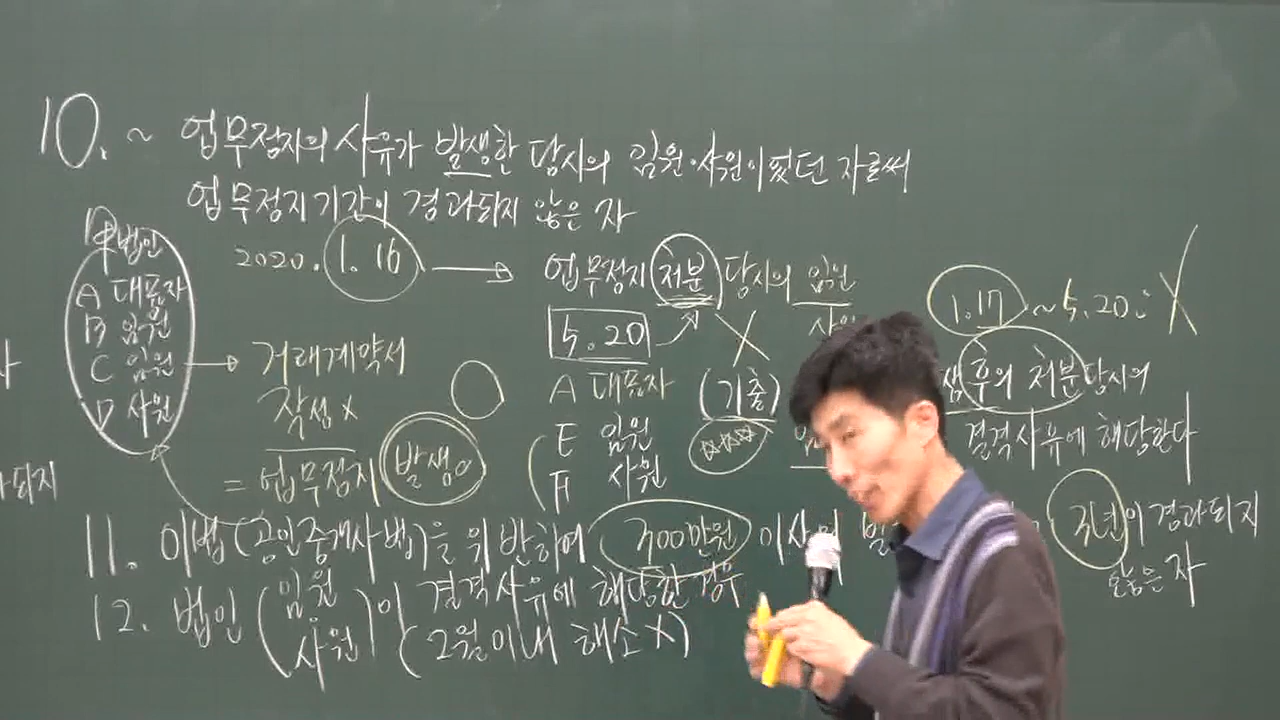 10. ~ 업무정지의 사유가 발생한 당시의 임원·사원이었던 자로써
업무정지기간이 경과되지 않은 자
甲법인
A 대표자
B 임원
C 임원
D 사원
2020. 1. 16 → 업무정지 처분 당시의 임원
사원
5.20
X
1.17 ~ 5.20: X
→ 거래계약서
작성 X
= 업무정지 발생
A 대표자
E 임원
F 사원
(기출)
후의 처분당시의
결격사유에 해당한다
되지
11. 이법(공인중개사법)을 위반하여 300만원 이상의 벌 3년이 경과되지
않은 자
12. 법인 (임원 사원)이 결격사유에 해당한 경우
(2월이내 해소 X)